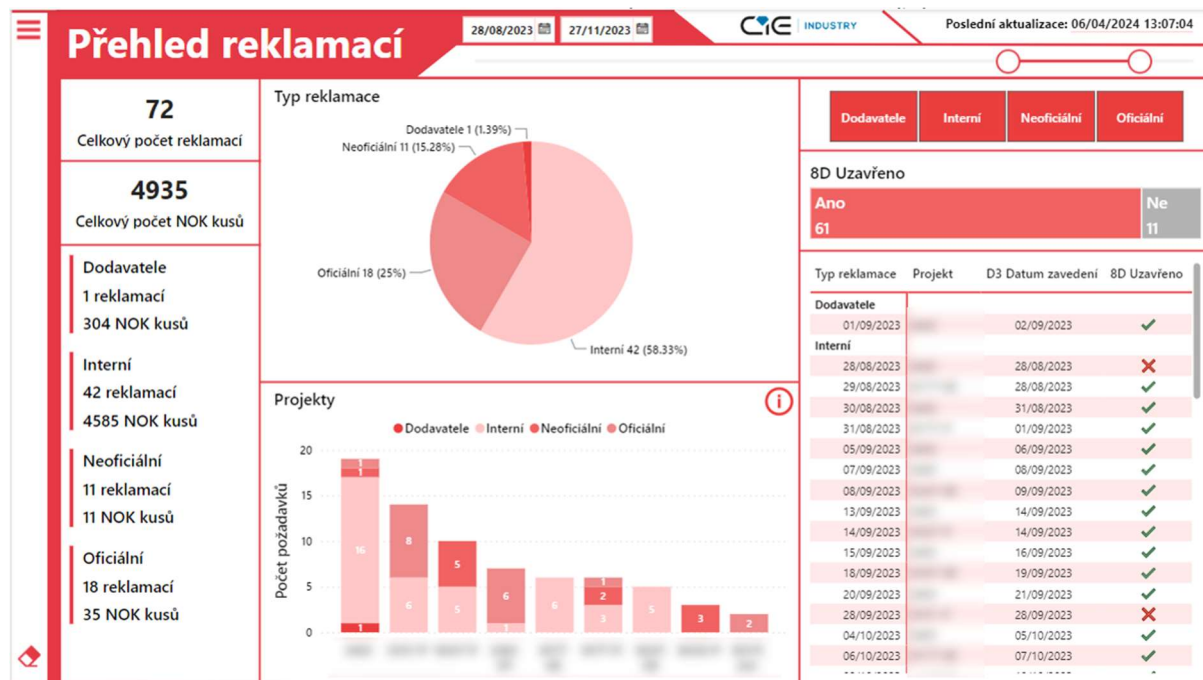 Přehled reklamací
28/08/2023
27/11/2023
CIE INDUSTRY
Poslední aktualizace: 06/04/2024 13:07:04
72
Celkový počet reklamací
4935
Celkový počet NOK kusů
Dodavatele
1 reklamací
304 NOK kusů
Interní
42 reklamací
4585 NOK kusů
Neoficiální
11 reklamací
11 NOK kusů
Oficiální
18 reklamací
35 NOK kusů
Typ reklamace
Dodavatele 1 (1.39%)
Neoficiální 11 (15.28%)
Oficiální 18 (25%)
Interní 42 (58.33%)
Projekty
i
Dodavatele Interní Neoficiální Oficiální
Počet požadavků
20
15
10
5
0
1
1
16
1
8
6
5
5
6
1
6
1
2
3
5
3
2
Dodavatele Interní Neoficiální Oficiální
8D Uzavřeno
Ano Ne
61 11
Typ reklamace Projekt D3 Datum zavedení 8D Uzavřeno
Dodavatele
01/09/2023 02/09/2023
Interní
28/08/2023 28/08/2023
29/08/2023 28/08/2023
30/08/2023 31/08/2023
31/08/2023 01/09/2023
05/09/2023 06/09/2023
07/09/2023 08/09/2023
08/09/2023 09/09/2023
13/09/2023 14/09/2023
14/09/2023 14/09/2023
15/09/2023 16/09/2023
18/09/2023 19/09/2023
20/09/2023 21/09/2023
28/09/2023 28/09/2023
04/10/2023 05/10/2023
06/10/2023 07/10/2023